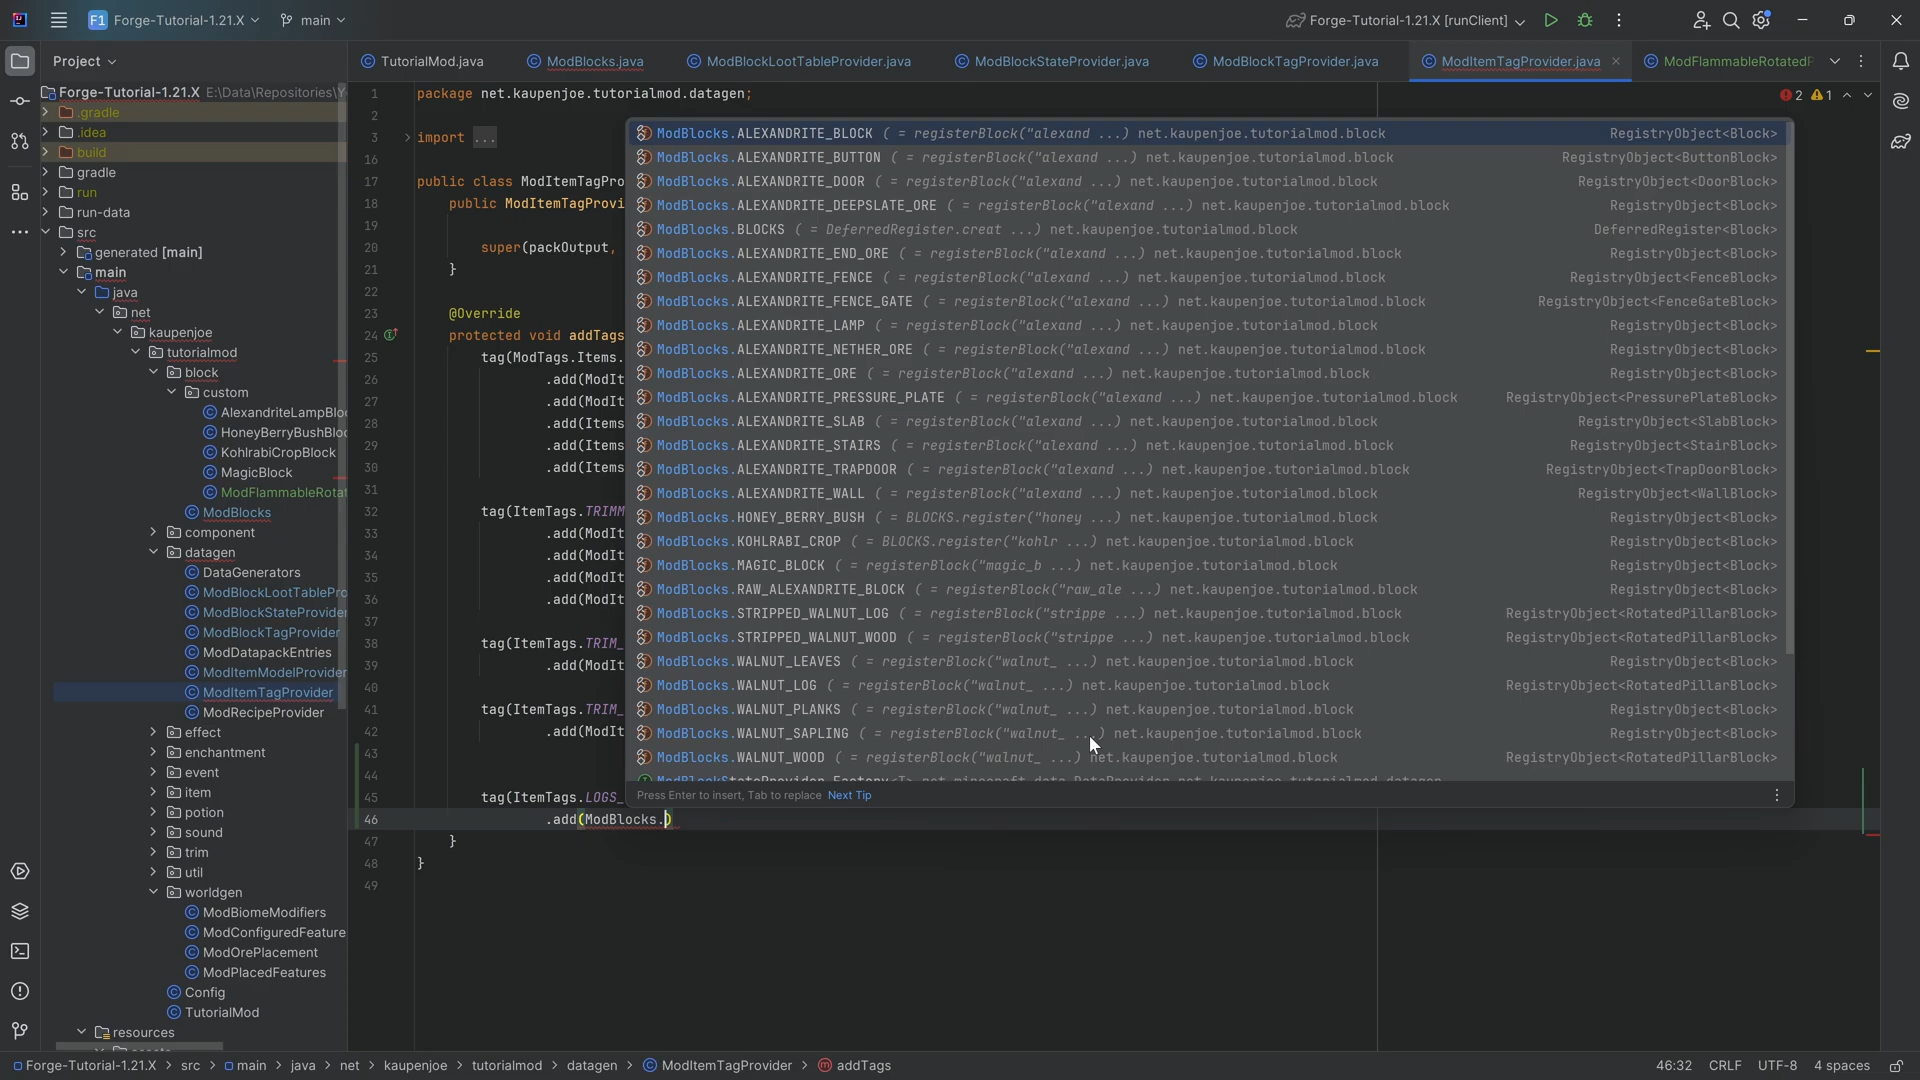 F1 Forge-Tutorial-1.21.X main Forge-Tutorial-1.21.X [runClient]
Project TutorialMod.java ModBlocks.java ModBlockLootTableProvider.java ModBlockStateProvider.java ModBlockTagProvider.java ModItemTagProvider.java ModFlammableRotatedP
Forge-Tutorial-1.21.X E:\Data\Repositories\Y
.gradle
.idea
build
gradle
run
run-data
src
generated [main]
main
java
net
kaupenjoe
tutorialmod
block
custom
AlexandriteLampBlo
HoneyBerryBushBloc
KohlrabiCropBlock
MagicBlock
ModFlammableRotat
ModBlocks
component
datagen
DataGenerators
ModBlockLootTablePro
ModBlockStateProvider
ModBlockTagProvider
ModDatapackEntries
ModItemModelProvider
ModItemTagProvider
ModRecipeProvider
effect
enchantment
event
item
potion
sound
trim
util
worldgen
ModBiomeModifiers
ModConfiguredFeature
ModOrePlacement
ModPlacedFeatures
Config
TutorialMod
resources
2 1
1 package net.kaupenjoe.tutorialmod.datagen;
2
3 import ...
16
17 public class ModItemTagPro
18 public ModItemTagProvi
19
20 super(packOutput,
21 }
22
23 @Override
24 protected void addTags
25 tag(ModTags.Items.
26 .add(ModIt
27 .add(ModIt
28 .add(Items
29 .add(Items
30 .add(Items
31
32 tag(ItemTags.TRIMM
33 .add(ModIt
34 .add(ModIt
35 .add(ModIt
36 .add(ModIt
37
38 tag(ItemTags.TRIM_
39 .add(ModIt
40
41 tag(ItemTags.TRIM_
42 .add(ModIt
43
44
45 tag(ItemTags.LOGS_
46 .add(ModBlocks.)
47 }
48 }
49
ModBlocks.ALEXANDRITE_BLOCK ( = registerBlock("alexand ...) net.kaupenjoe.tutorialmod.block RegistryObject<Block>
ModBlocks.ALEXANDRITE_BUTTON ( = registerBlock("alexand ...) net.kaupenjoe.tutorialmod.block RegistryObject<ButtonBlock>
ModBlocks.ALEXANDRITE_DOOR ( = registerBlock("alexand ...) net.kaupenjoe.tutorialmod.block RegistryObject<DoorBlock>
ModBlocks.ALEXANDRITE_DEEPSLATE_ORE ( = registerBlock("alexand ...) net.kaupenjoe.tutorialmod.block RegistryObject<Block>
ModBlocks.BLOCKS ( = DeferredRegister.creat ...) net.kaupenjoe.tutorialmod.block DeferredRegister<Block>
ModBlocks.ALEXANDRITE_END_ORE ( = registerBlock("alexand ...) net.kaupenjoe.tutorialmod.block RegistryObject<Block>
ModBlocks.ALEXANDRITE_FENCE ( = registerBlock("alexand ...) net.kaupenjoe.tutorialmod.block RegistryObject<FenceBlock>
ModBlocks.ALEXANDRITE_FENCE_GATE ( = registerBlock("alexand ...) net.kaupenjoe.tutorialmod.block RegistryObject<FenceGateBlock>
ModBlocks.ALEXANDRITE_LAMP ( = registerBlock("alexand ...) net.kaupenjoe.tutorialmod.block RegistryObject<Block>
ModBlocks.ALEXANDRITE_NETHER_ORE ( = registerBlock("alexand ...) net.kaupenjoe.tutorialmod.block RegistryObject<Block>
ModBlocks.ALEXANDRITE_ORE ( = registerBlock("alexand ...) net.kaupenjoe.tutorialmod.block RegistryObject<Block>
ModBlocks.ALEXANDRITE_PRESSURE_PLATE ( = registerBlock("alexand ...) net.kaupenjoe.tutorialmod.block RegistryObject<PressurePlateBlock>
ModBlocks.ALEXANDRITE_SLAB ( = registerBlock("alexand ...) net.kaupenjoe.tutorialmod.block RegistryObject<SlabBlock>
ModBlocks.ALEXANDRITE_STAIRS ( = registerBlock("alexand ...) net.kaupenjoe.tutorialmod.block RegistryObject<StairBlock>
ModBlocks.ALEXANDRITE_TRAPDOOR ( = registerBlock("alexand ...) net.kaupenjoe.tutorialmod.block RegistryObject<TrapDoorBlock>
ModBlocks.ALEXANDRITE_WALL ( = registerBlock("alexand ...) net.kaupenjoe.tutorialmod.block RegistryObject<WallBlock>
ModBlocks.HONEY_BERRY_BUSH ( = BLOCKS.register("honey ...) net.kaupenjoe.tutorialmod.block RegistryObject<Block>
ModBlocks.KOHLRABI_CROP ( = BLOCKS.register("kohlr ...) net.kaupenjoe.tutorialmod.block RegistryObject<Block>
ModBlocks.MAGIC_BLOCK ( = registerBlock("magic_b ...) net.kaupenjoe.tutorialmod.block RegistryObject<Block>
ModBlocks.RAW_ALEXANDRITE_BLOCK ( = registerBlock("raw_ale ...) net.kaupenjoe.tutorialmod.block RegistryObject<Block>
ModBlocks.STRIPPED_WALNUT_LOG ( = registerBlock("strippe ...) net.kaupenjoe.tutorialmod.block RegistryObject<RotatedPillarBlock>
ModBlocks.STRIPPED_WALNUT_WOOD ( = registerBlock("strippe ...) net.kaupenjoe.tutorialmod.block RegistryObject<RotatedPillarBlock>
ModBlocks.WALNUT_LEAVES ( = registerBlock("walnut_ ...) net.kaupenjoe.tutorialmod.block RegistryObject<Block>
ModBlocks.WALNUT_LOG ( = registerBlock("walnut_ ...) net.kaupenjoe.tutorialmod.block RegistryObject<RotatedPillarBlock>
ModBlocks.WALNUT_PLANKS ( = registerBlock("walnut_ ...) net.kaupenjoe.tutorialmod.block RegistryObject<Block>
ModBlocks.WALNUT_SAPLING ( = registerBlock("walnut_ ...) net.kaupenjoe.tutorialmod.block RegistryObject<Block>
ModBlocks.WALNUT_WOOD ( = registerBlock("walnut_ ...) net.kaupenjoe.tutorialmod.block RegistryObject<RotatedPillarBlock>
ModBlockStateProvider.Factory<T> net.minecraft.data.DataProvider net.kaupenjoe.tutorialmod.datagen
Press Enter to insert, Tab to replace Next Tip
Forge-Tutorial-1.21.X > src > main > java > net > kaupenjoe > tutorialmod > datagen > ModItemTagProvider > addTags 46:32 CRLF UTF-8 4 spaces